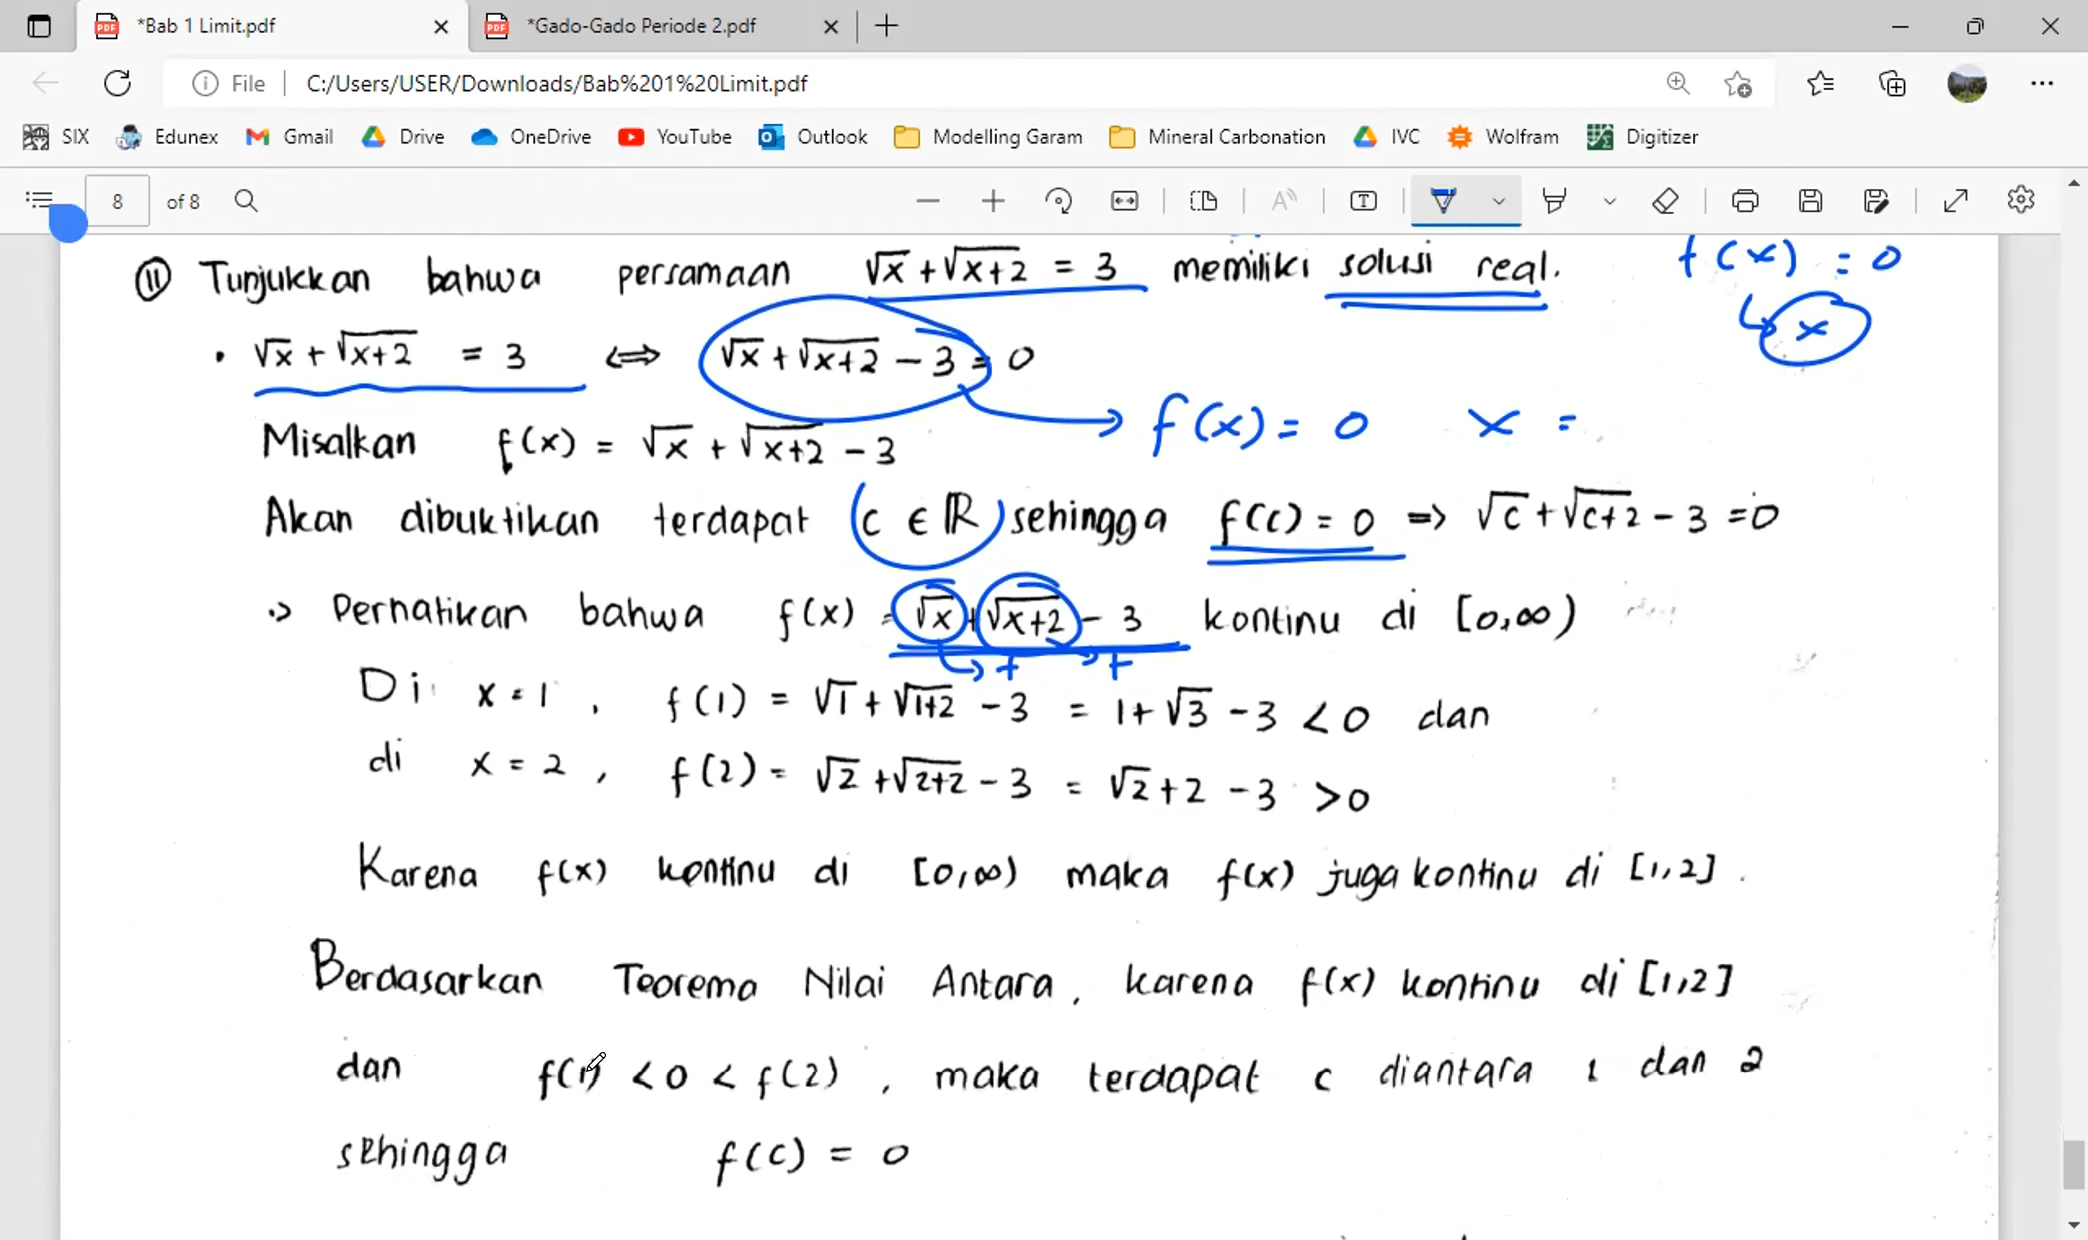 *Bab 1 Limit.pdf
*Gado-Gado Periode 2.pdf
File
C:/Users/USER/Downloads/Bab%201%20Limit.pdf
SIX Edunex Gmail Drive OneDrive YouTube Outlook Modelling Garam Mineral Carbonation IVC Wolfram Digitizer
8 of 8
⑪ Tunjukkan bahwa persamaan √x + √(x+2) = 3 memiliki solusi real. f(x) = 0
x
• √x + √(x+2) = 3 ⇔ √x + √(x+2) − 3 = 0
f(x) = 0 x =
Misalkan f(x) = √x + √(x+2) − 3
Akan dibuktikan terdapat c ∈ ℝ sehingga f(c) = 0 => √c + √(c+2) − 3 = 0
Perhatikan bahwa f(x) = √x + √(x+2) − 3 kontinu di [0,∞)
+ +
Di x = 1 , f(1) = √1 + √(1+2) − 3 = 1 + √3 − 3 < 0 dan
di x = 2 , f(2) = √2 + √(2+2) − 3 = √2 + 2 − 3 > 0
Karena f(x) kontinu di [0,∞) maka f(x) juga kontinu di [1,2] .
Berdasarkan Teorema Nilai Antara , karena f(x) kontinu di [1,2]
dan f(1) < 0 < f(2) , maka terdapat c diantara 1 dan 2
sehingga f(c) = 0